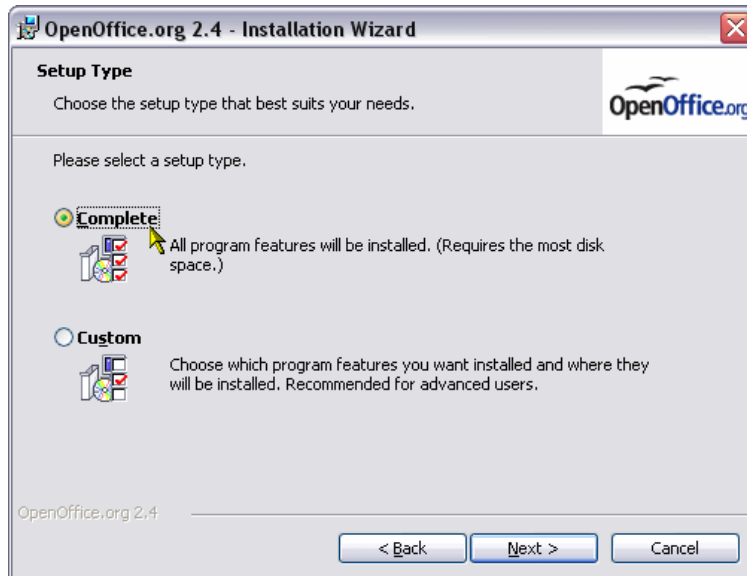 OpenOffice.org 2.4 - Installation Wizard
Setup Type
Choose the setup type that best suits your needs.
OpenOffice.org
Please select a setup type.
Complete
All program features will be installed. (Requires the most disk
space.)
Custom
Choose which program features you want installed and where they
will be installed. Recommended for advanced users.
OpenOffice.org 2.4
< Back Next > Cancel